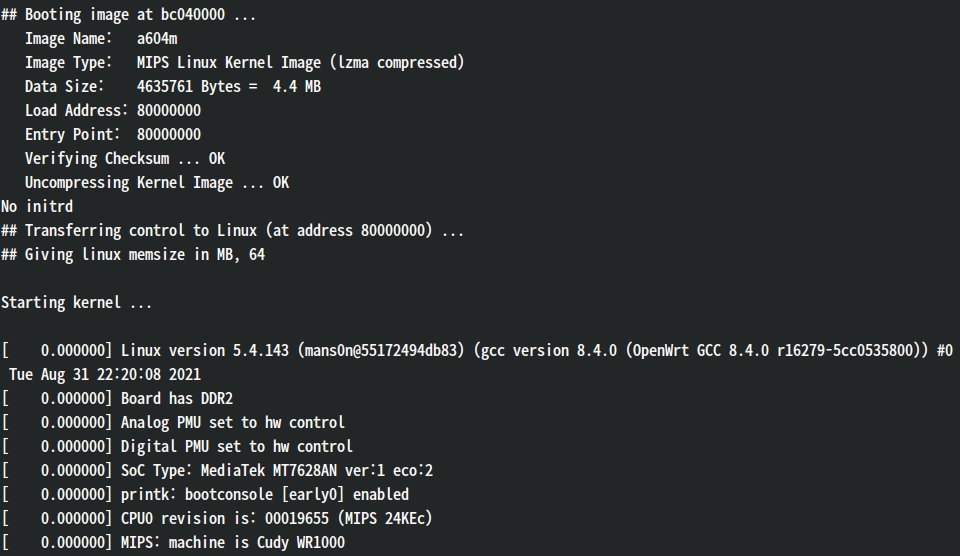 ## Booting image at bc040000 ...
   Image Name:   a604m
   Image Type:   MIPS Linux Kernel Image (lzma compressed)
   Data Size:    4635761 Bytes =  4.4 MB
   Load Address: 80000000
   Entry Point:  80000000
   Verifying Checksum ... OK
   Uncompressing Kernel Image ... OK
No initrd
## Transferring control to Linux (at address 80000000) ...
## Giving linux memsize in MB, 64

Starting kernel ...

[    0.000000] Linux version 5.4.143 (mans0n@55172494db83) (gcc version 8.4.0 (OpenWrt GCC 8.4.0 r16279-5cc0535800)) #0
 Tue Aug 31 22:20:08 2021
[    0.000000] Board has DDR2
[    0.000000] Analog PMU set to hw control
[    0.000000] Digital PMU set to hw control
[    0.000000] SoC Type: MediaTek MT7628AN ver:1 eco:2
[    0.000000] printk: bootconsole [early0] enabled
[    0.000000] CPU0 revision is: 00019655 (MIPS 24KEc)
[    0.000000] MIPS: machine is Cudy WR1000